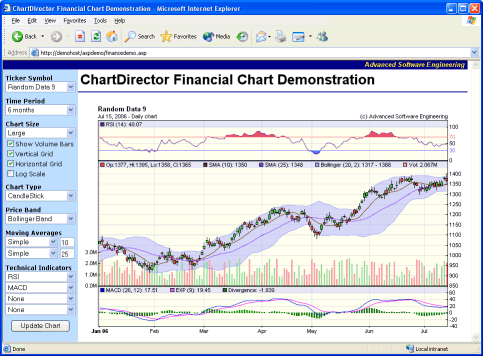 ChartDirector Financial Chart Demonstration - Microsoft Internet Explorer
File Edit View Favorites Tools Help
Back Search Favorites Media
Address http://demohost/aspdemo/financedemo.asp
Advanced Software Engineering
ChartDirector Financial Chart Demonstration
Ticker Symbol
Random Data 9
Time Period
6 months
Chart Size
Large
Show Volume Bars
Vertical Grid
Horizontal Grid
Log Scale
Chart Type
CandleStick
Price Band
Bollinger Band
Moving Averages
Simple 10
Simple 25
Technical Indicators
RSI
MACD
None
None
Update Chart
Random Data 9
Jul 15, 2006 - Daily chart (c) Advanced Software Engineering
RSI (14): 48.07
100
70
30
0
Op:1377, Hi:1395, Lo:1358, Cl:1365 SMA (10): 1350 SMA (25): 1348 Bollinger (20, 2): 1317 - 1386 Vol: 2.067M
1400
1350
1300
1250
1200
1150
1100
1050
1000
950
900
850
3.0M
2.0M
1.0M
0.0M
MACD (26, 12): 17.51 EXP (9): 19.45 Divergence: -1.939
40
20
0
-20
-40
Jan 06 Feb Mar Apr May Jun Jul
Done Local intranet